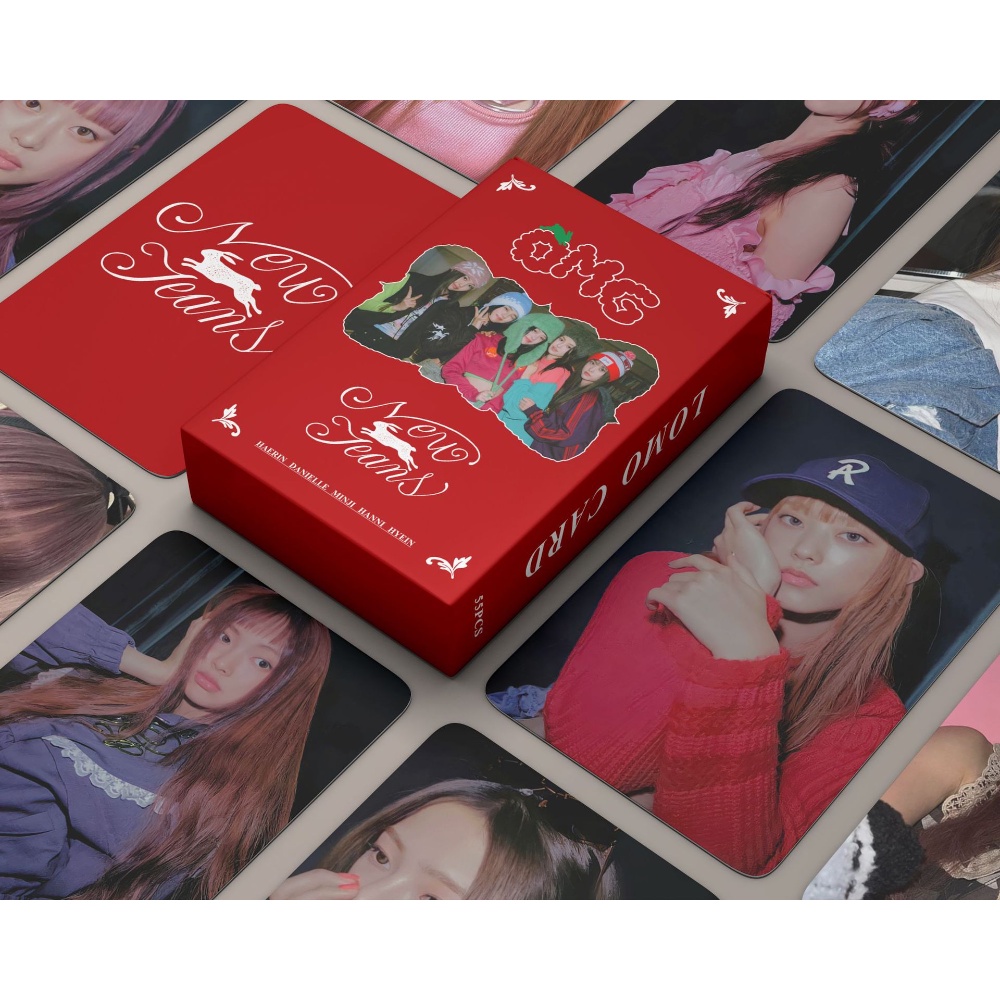 New
Jeans
OMG
New
Jeans
HAERIN DANIELLE MINJI HANNI HYEIN
LOMO CARD
55PCS
R